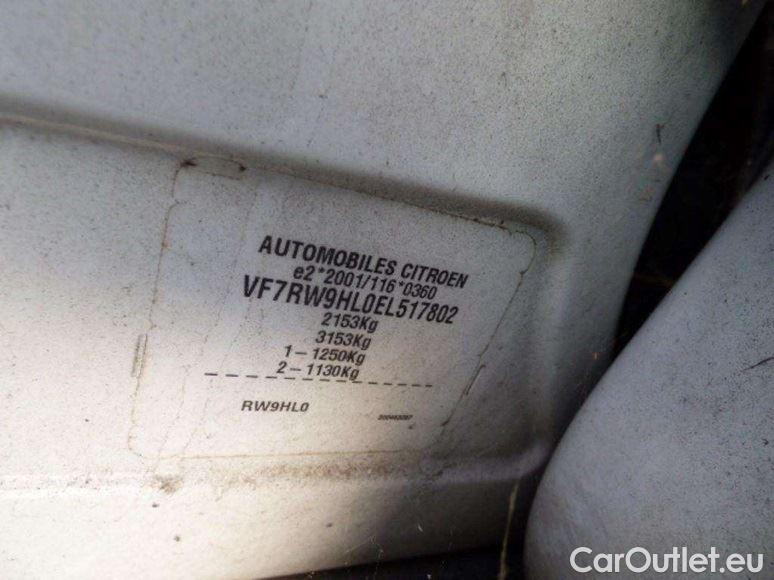 AUTOMOBILES CITROEN
e2*2001/116*0360
VF7RW9HL0EL517802
2153Kg
3153Kg
1-1250Kg
2-1130Kg
RW9HL0
CarOutlet.eu